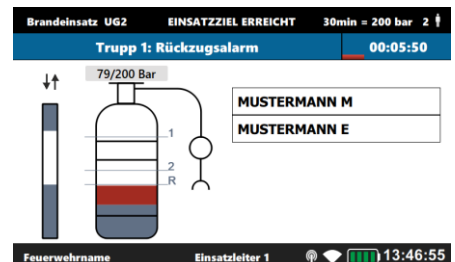 Brandeinsatz UG2 EINSATZZIEL ERREICHT 30min = 200 bar 2
Trupp 1: Rückzugsalarm 00:05:50
79/200 Bar
MUSTERMANN M
1
MUSTERMANN E
2
R
Feuerwehrname Einsatzleiter 1 13:46:55